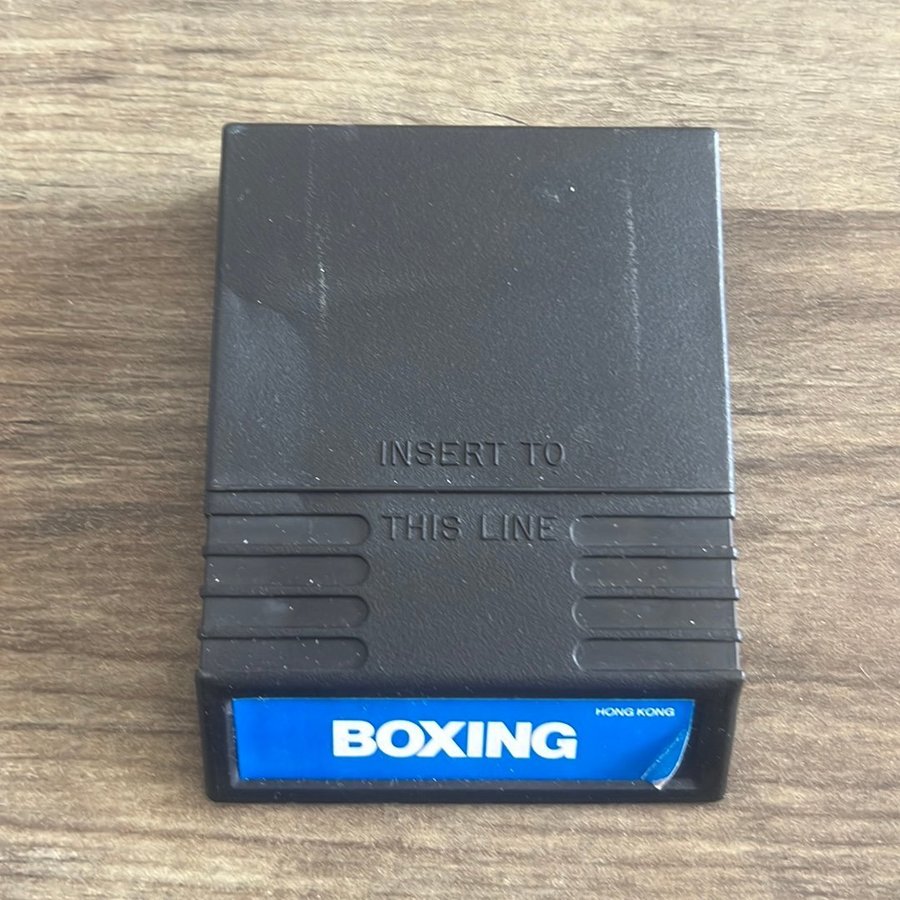 INSERT TO
THIS LINE
HONG KONG
BOXING